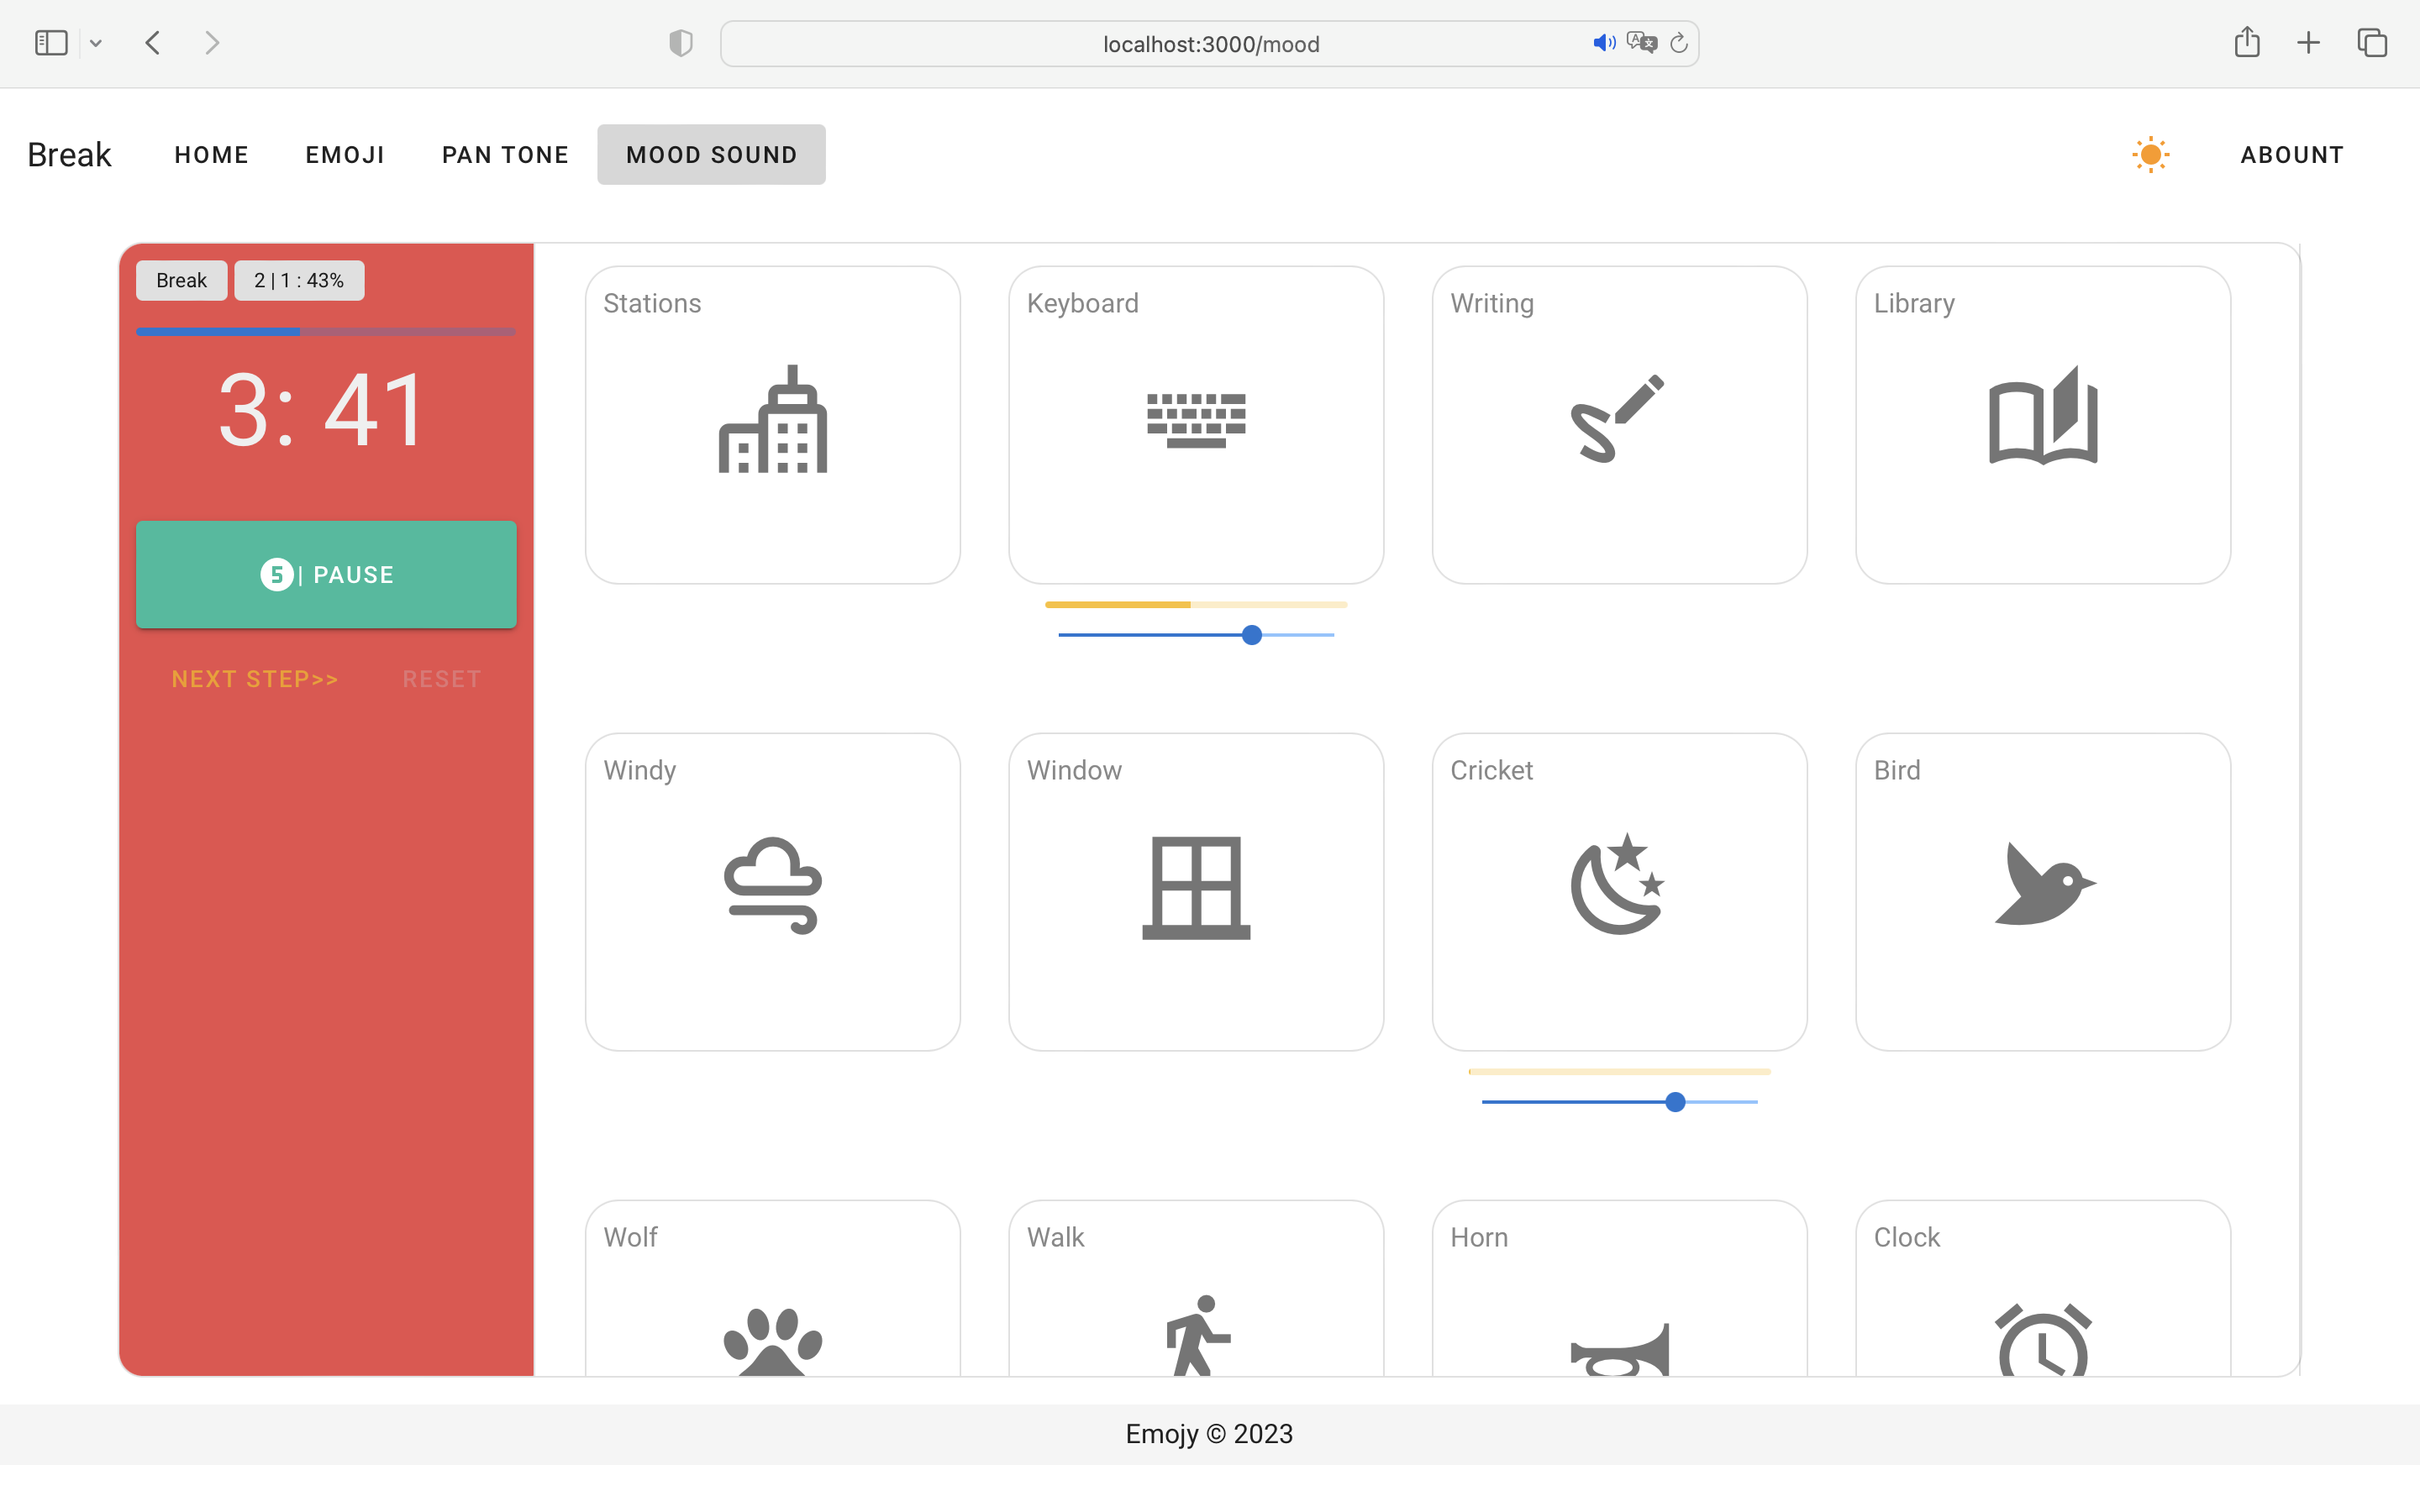 localhost:3000/mood
Break HOME EMOJI PAN TONE MOOD SOUND ABOUNT
Break 2 | 1 : 43%
3: 41
5 | PAUSE
NEXT STEP>> RESET
Stations Keyboard Writing Library
Windy Window Cricket Bird
Wolf Walk Horn Clock
Emojy © 2023